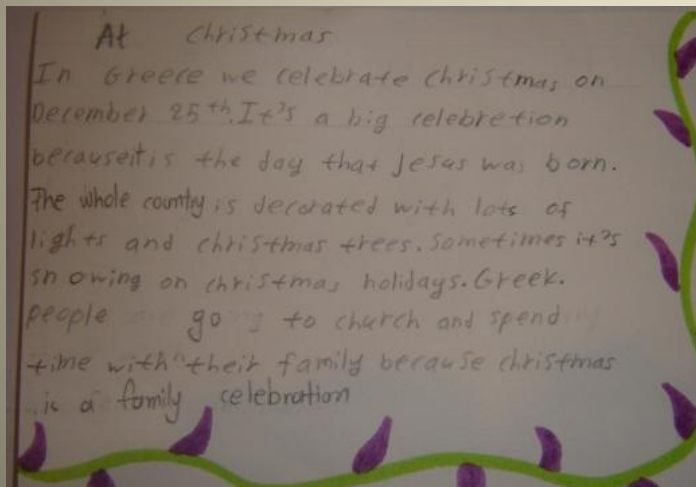 At christmas
In Greece we celebrate christmas on
December 25th. It's a big celebretion
becauseitis the day that Jesus was born.
The whole country is decorated with lots of
lights and christmas trees. Sometimes it's
snowing on christmas holidays. Greek.
people go to church and spend
time with their family because christmas
is a family celebration